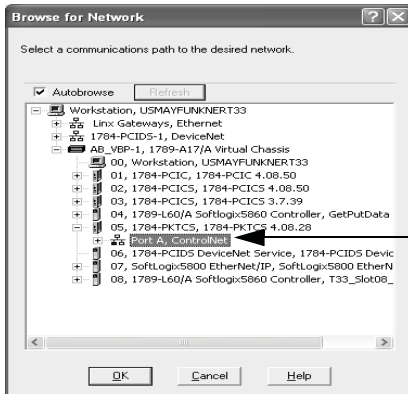 Browse for Network
Select a communications path to the desired network.
Autobrowse
Refresh
Workstation, USMAYFUNKNERT33
Linx Gateways, Ethernet
1784-PCIDS-1, DeviceNet
AB_VBP-1, 1789-A17/A Virtual Chassis
00, Workstation, USMAYFUNKNERT33
01, 1784-PCIC, 1784-PCIC 4.08.50
02, 1784-PCICS, 1784-PCICS 4.08.50
03, 1784-PCICS, 1784-PCICS 3.7.39
04, 1789-L60/A Softlogix5860 Controller, GetPutData
05, 1784-PKTCS, 1784-PKTCS 4.08.28
Port A, ControlNet
06, 1784-PCIDS DeviceNet Service, 1784-PCIDS Devic
07, SoftLogix5800 EtherNet/IP, SoftLogix5800 EtherN
08, 1789-L60/A Softlogix5860 Controller, T33_Slot08_
OK
Cancel
Help